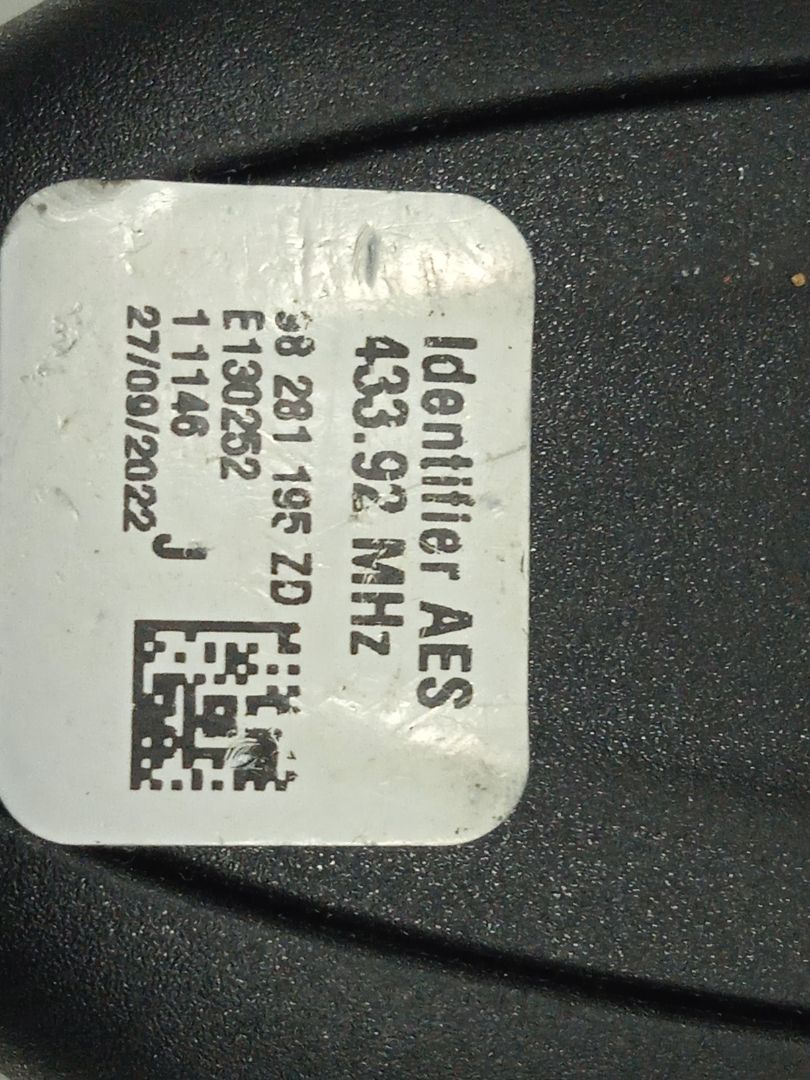 Identifier AES
433.92 MHz
98 281 195 ZD
E130252
1 1146 J
27/09/2022